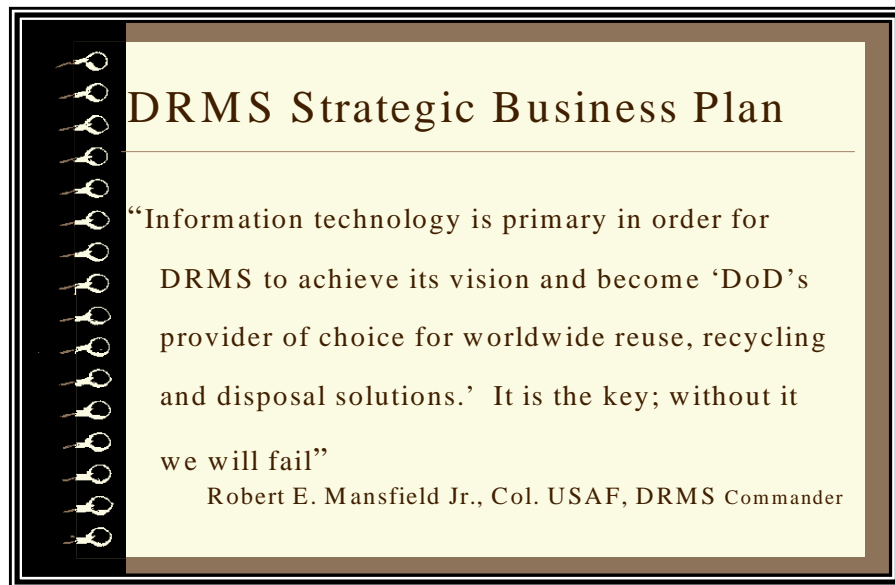 DRMS Strategic Business Plan
“Information technology is primary in order for
DRMS to achieve its vision and become ‘DoD’s
provider of choice for worldwide reuse, recycling
and disposal solutions.’ It is the key; without it
we will fail”
Robert E. Mansfield Jr., Col. USAF, DRMS Commander